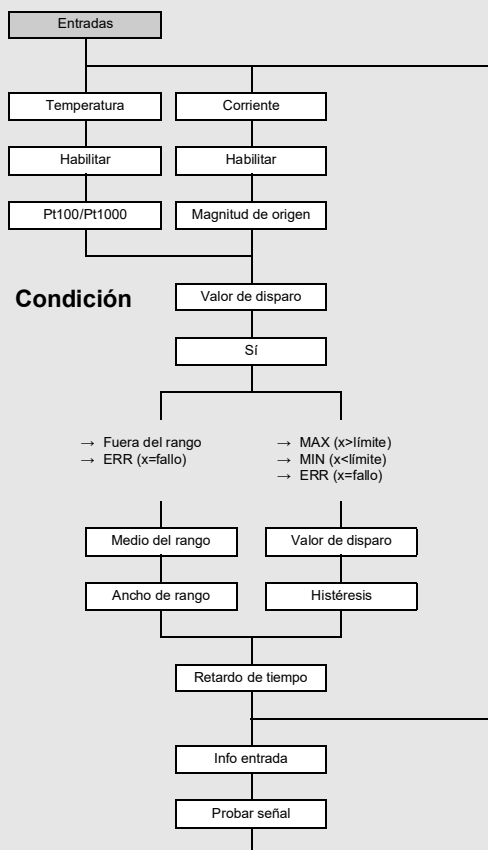 Entradas
Temperatura
Corriente
Habilitar
Habilitar
Pt100/Pt1000
Magnitud de origen
Condición
Valor de disparo
Sí
→ Fuera del rango
→ ERR (x=fallo)
→ MAX (x>límite)
→ MIN (x<límite)
→ ERR (x=fallo)
Medio del rango
Valor de disparo
Ancho de rango
Histéresis
Retardo de tiempo
Info entrada
Probar señal